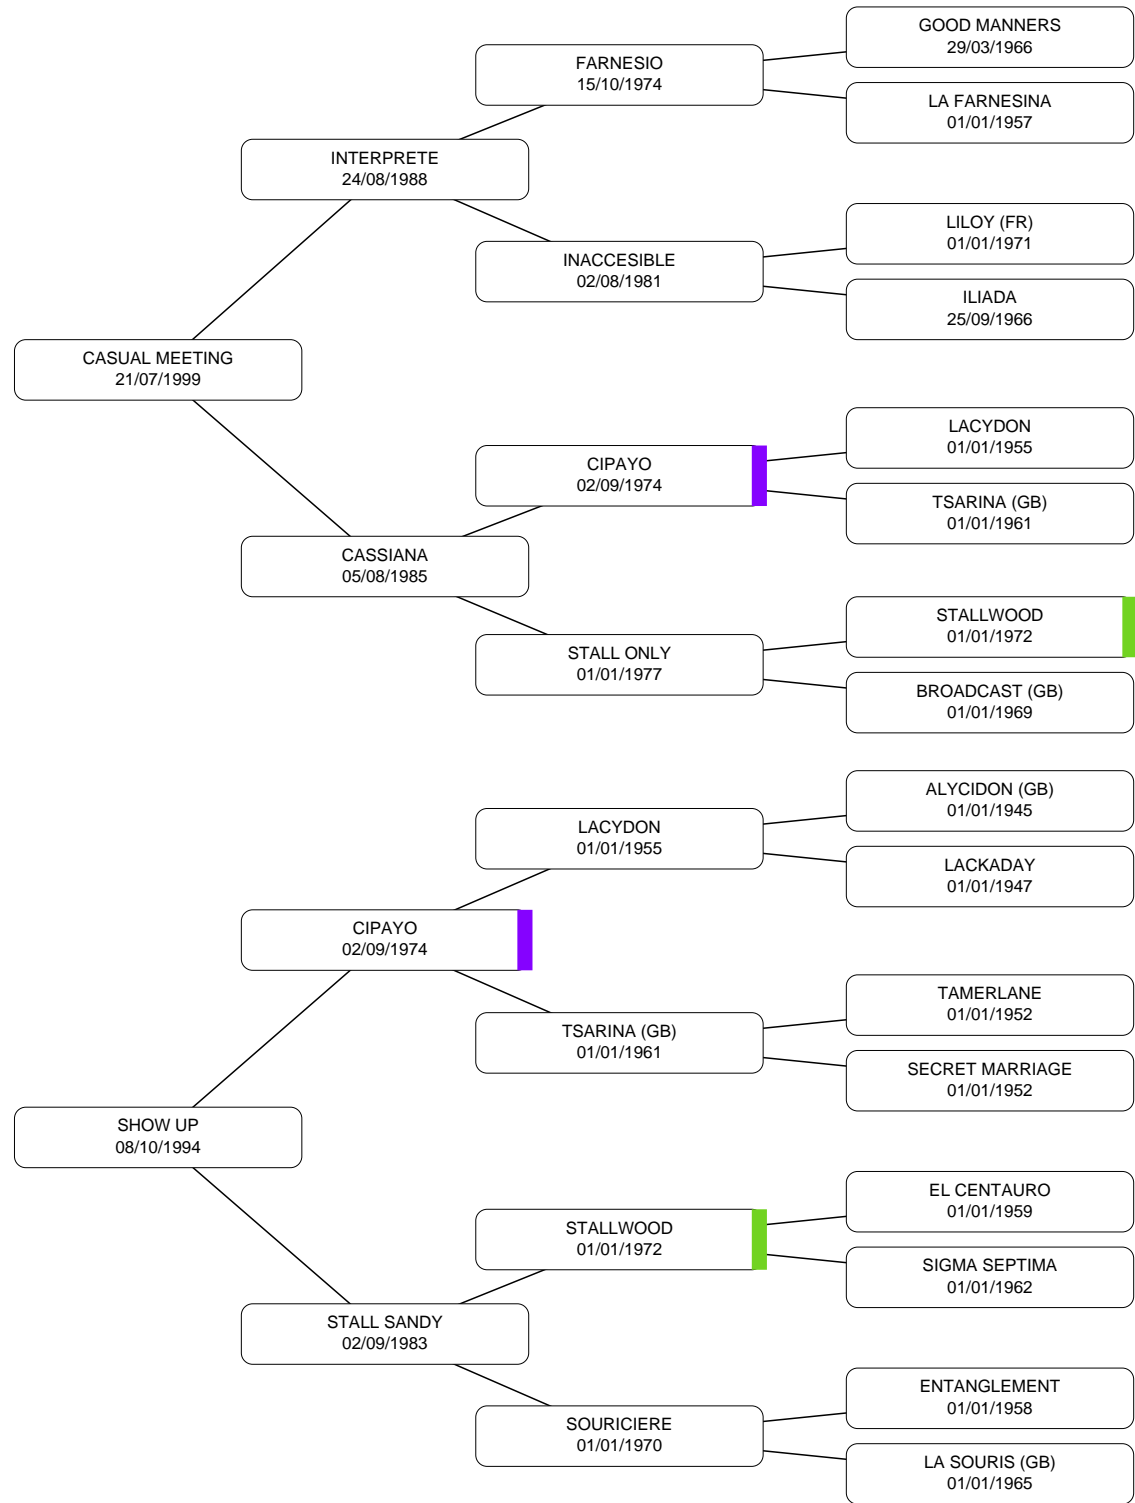 GOOD MANNERS
29/03/1966
FARNESIO
15/10/1974
LA FARNESINA
01/01/1957
INTERPRETE
24/08/1988
LILOY (FR)
01/01/1971
INACCESIBLE
02/08/1981
ILIADA
25/09/1966
CASUAL MEETING
21/07/1999
LACYDON
01/01/1955
CIPAYO
02/09/1974
TSARINA (GB)
01/01/1961
CASSIANA
05/08/1985
STALLWOOD
01/01/1972
STALL ONLY
01/01/1977
BROADCAST (GB)
01/01/1969
ALYCIDON (GB)
01/01/1945
LACYDON
01/01/1955
LACKADAY
01/01/1947
CIPAYO
02/09/1974
TAMERLANE
01/01/1952
TSARINA (GB)
01/01/1961
SECRET MARRIAGE
01/01/1952
SHOW UP
08/10/1994
EL CENTAURO
01/01/1959
STALLWOOD
01/01/1972
SIGMA SEPTIMA
01/01/1962
STALL SANDY
02/09/1983
ENTANGLEMENT
01/01/1958
SOURICIERE
01/01/1970
LA SOURIS (GB)
01/01/1965